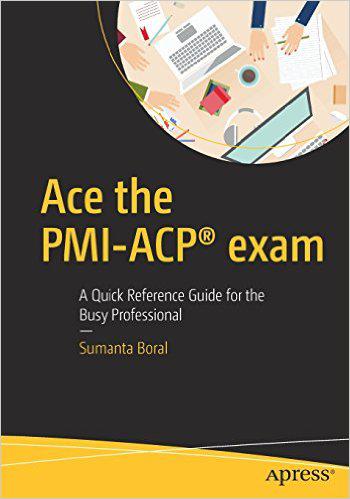 Ace the
PMI-ACP® exam
A Quick Reference Guide for the
Busy Professional
—
Sumanta Boral
Apress®